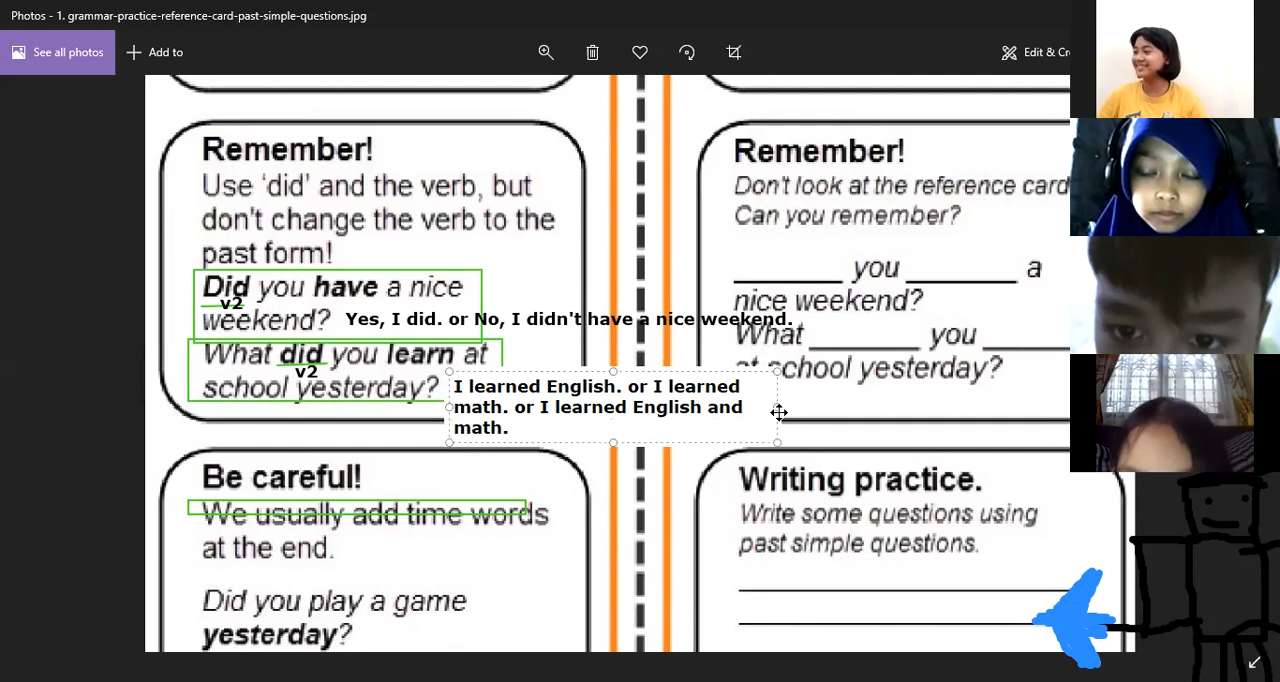 Photos - 1. grammar-practice-reference-card-past-simple-questions.jpg
See all photos
Add to
Edit & Cr
Remember!
Use 'did' and the verb, but
don't change the verb to the
past form!
Did you have a nice
v2
weekend?
Yes, I did. or No, I didn't have a nice weekend.
What did you learn at
v2
school yesterday?
I learned English. or I learned
math. or I learned English and
math.
Be careful!
We usually add time words
at the end.
Did you play a game
yesterday?
Remember!
Don't look at the reference card
Can you remember?
________ you ________ a
nice weekend?
What ________ you ______
at school yesterday?
Writing practice.
Write some questions using
past simple questions.